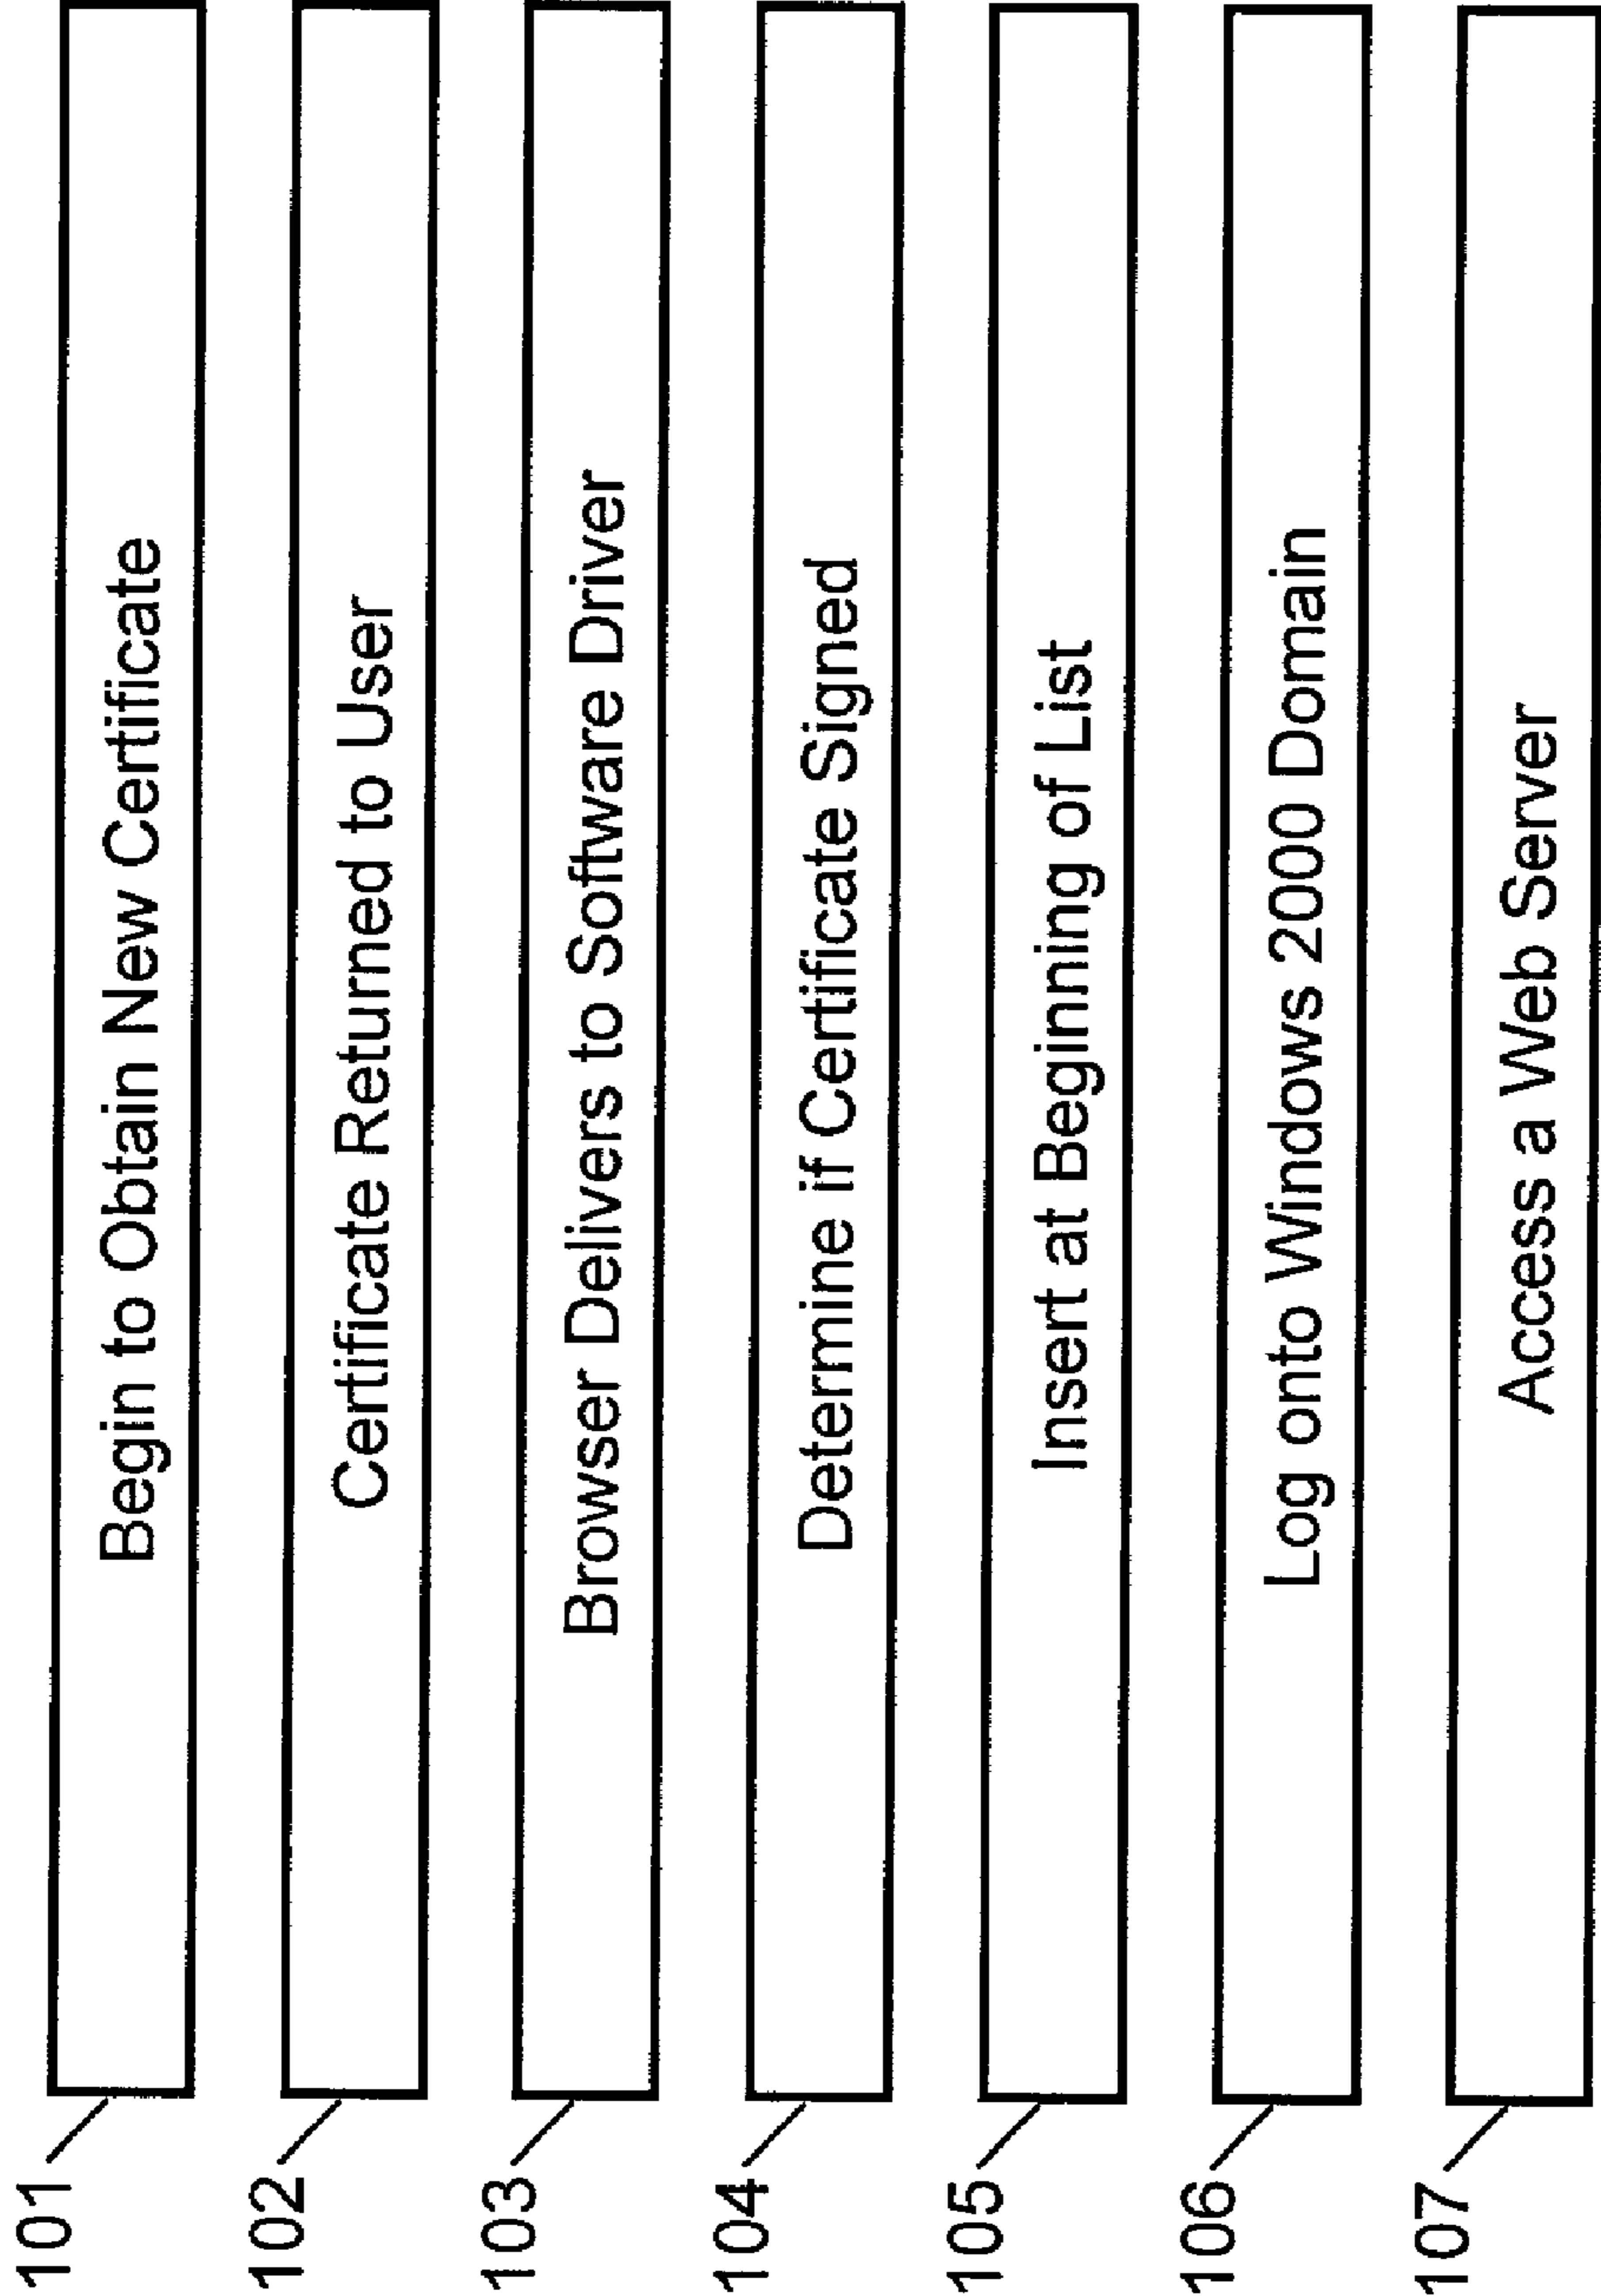 101 Begin to Obtain New Certificate
102 Certificate Returned to User
103 Browser Delivers to Software Driver
104 Determine if Certificate Signed
105 Insert at Beginning of List
106 Log onto Windows 2000 Domain
107 Access a Web Server